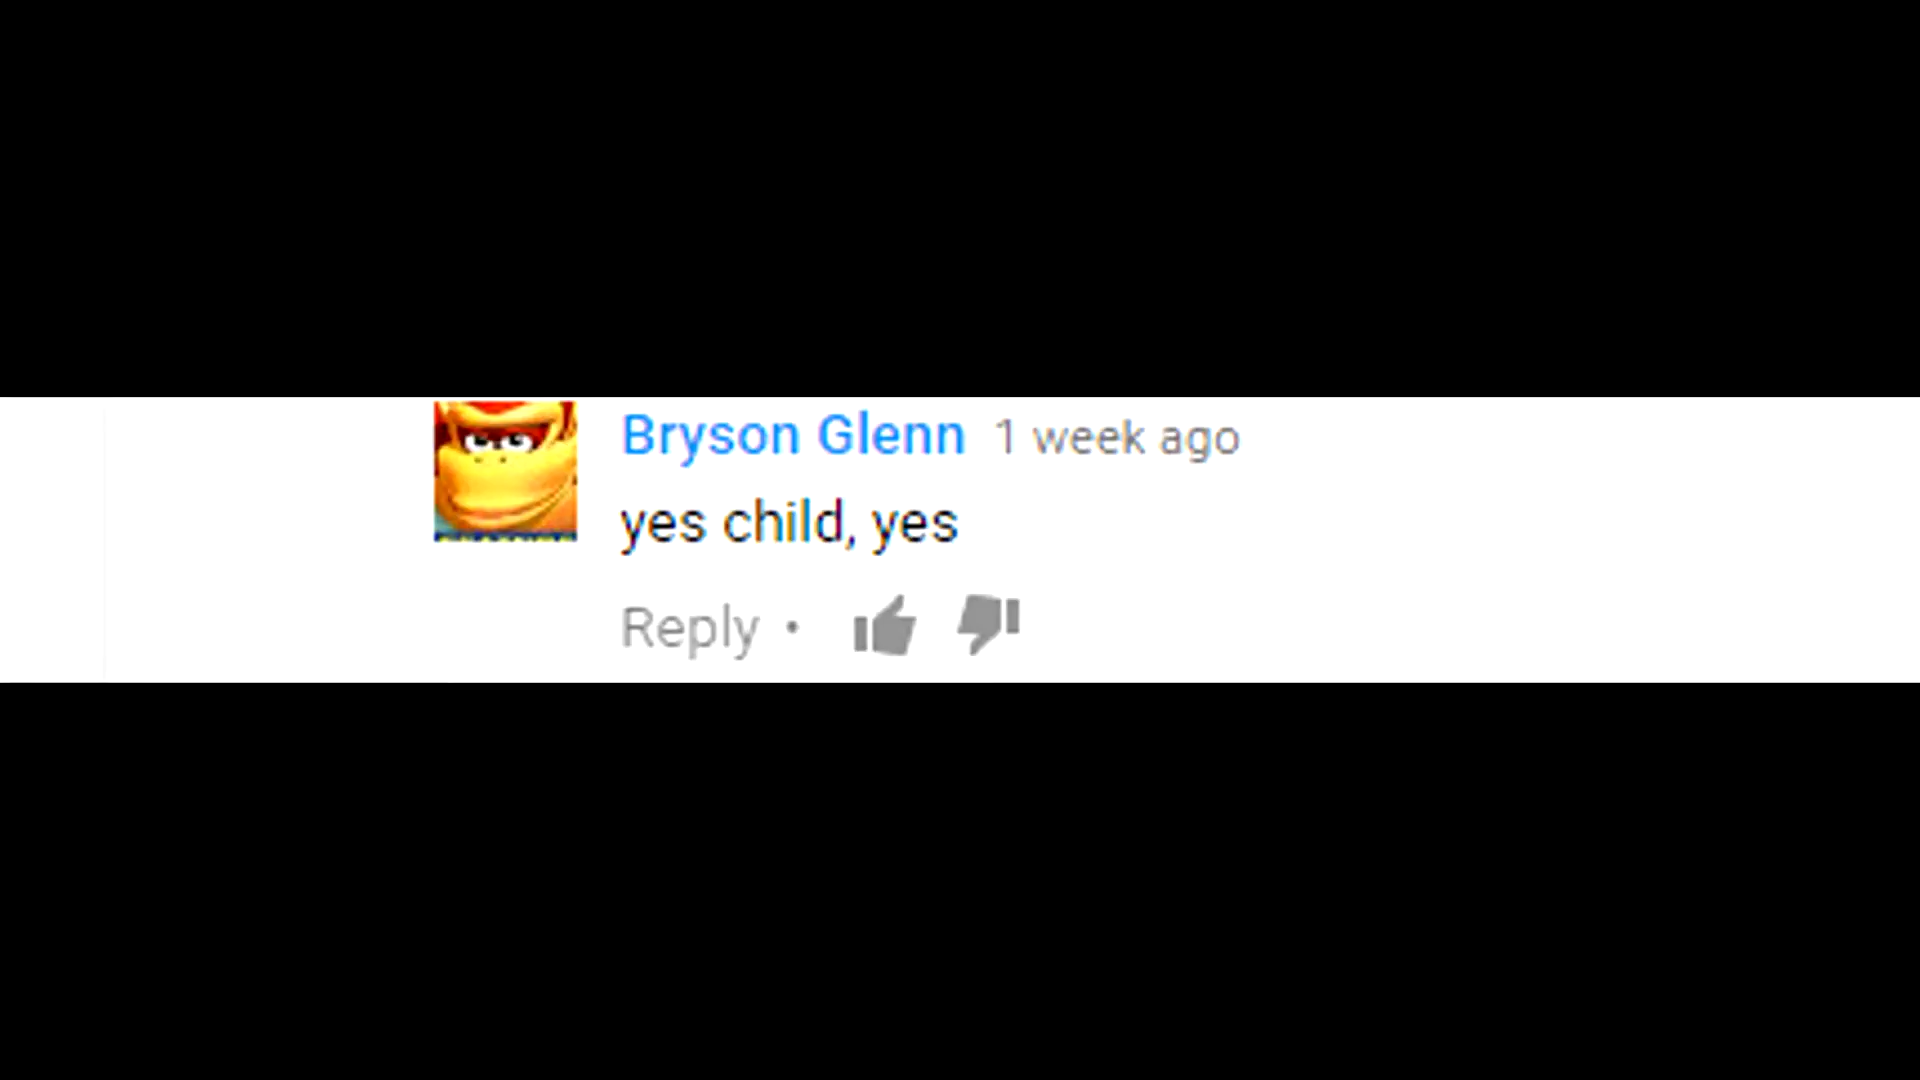 Bryson Glenn 1 week ago
yes child, yes
Reply •